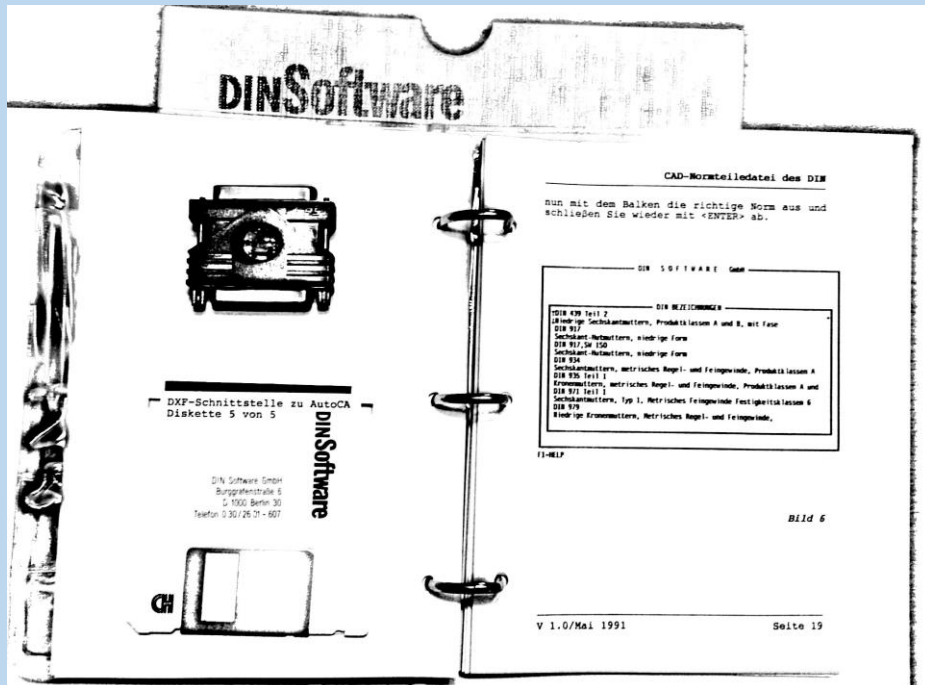 DINSoftware
DXF-Schnittstelle zu AutoCA
Diskette 5 von 5
DINSoftware
DIN Software GmbH
Burggrafenstraße 6
D 1000 Berlin 30
Telefon 0 30 / 26 01 - 607
HD
CAD-Normteiledatei des DIN
nun mit dem Balken die richtige Norm aus und
schließen Sie wieder mit <ENTER> ab.
DIN SOFTWARE GmbH
DIN BEZEICHNUNGEN
DIN 439 Teil 2
Niedrige Sechskantmuttern, Produktklassen A und B, mit Fase
DIN 917
Sechskant-Hutmuttern, niedrige Form
DIN 917,SW 150
Sechskant-Hutmuttern, niedrige Form
DIN 934
Sechskantmuttern, metrisches Regel- und Feingewinde, Produktklassen A
DIN 935 Teil 1
Kronenmuttern, metrisches Regel- und Feingewinde, Produktklassen A und
DIN 971 Teil 1
Sechskantmuttern, Typ 1, Metrisches Feingewinde Festigkeitsklassen 6
DIN 979
Niedrige Kronenmuttern, Metrisches Regel- und Feingewinde,
F1-HELP
Bild 6
V 1.0/Mai 1991 Seite 19